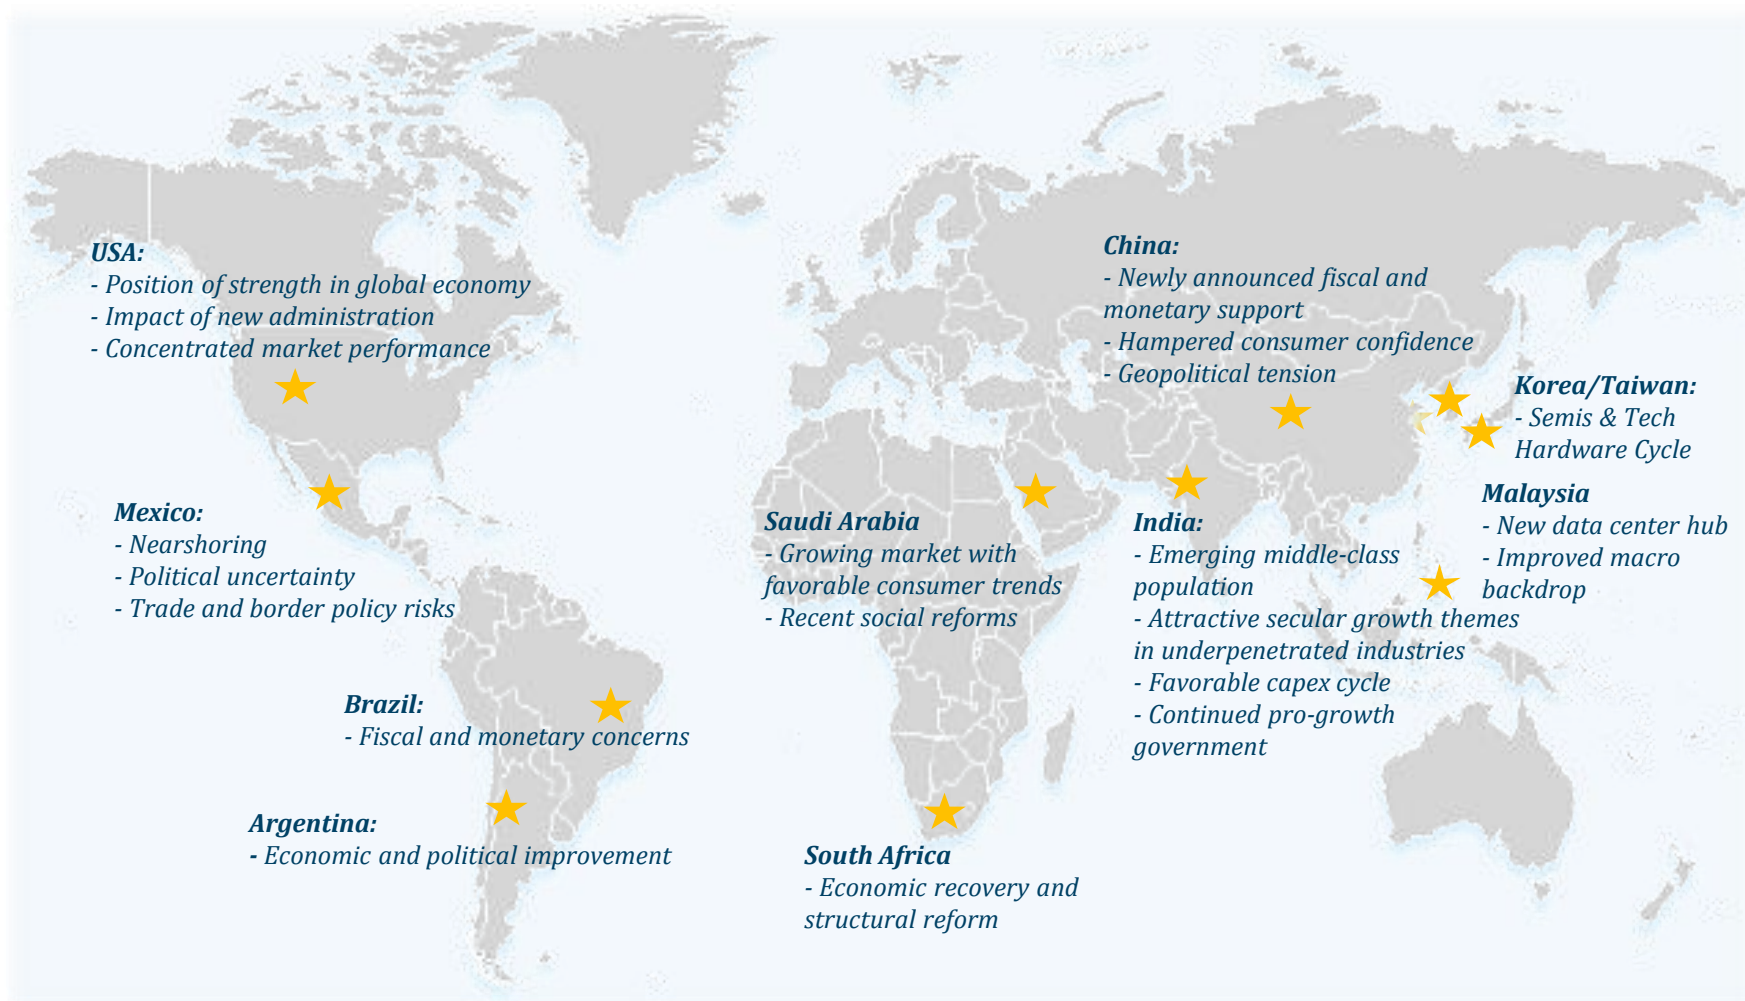 USA:
- Position of strength in global economy
- Impact of new administration
- Concentrated market performance
China:
- Newly announced fiscal and
monetary support
- Hampered consumer confidence
- Geopolitical tension
Korea/Taiwan:
- Semis & Tech
Hardware Cycle
Mexico:
- Nearshoring
- Political uncertainty
- Trade and border policy risks
Saudi Arabia
- Growing market with
favorable consumer trends
- Recent social reforms
India:
- Emerging middle-class
population
- Attractive secular growth themes
in underpenetrated industries
- Favorable capex cycle
- Continued pro-growth
government
Malaysia
- New data center hub
- Improved macro
backdrop
Brazil:
- Fiscal and monetary concerns
Argentina:
- Economic and political improvement
South Africa
- Economic recovery and
structural reform